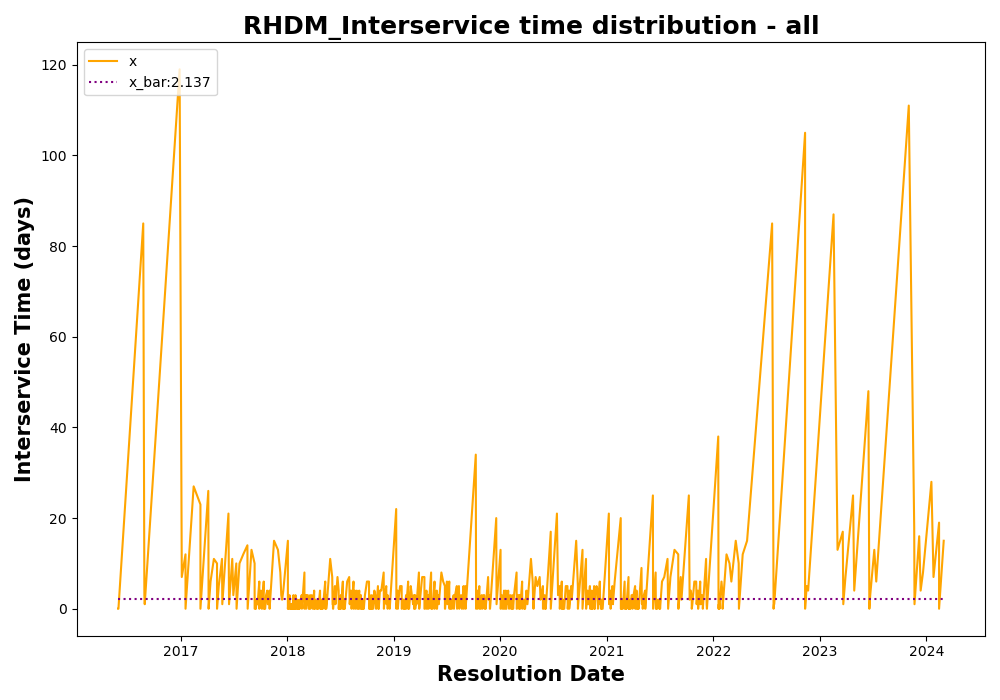 RHDM_Interservice time distribution - all
x
x_bar:2.137
120
100
80
60
40
20
0
Interservice Time (days)
2017 2018 2019 2020 2021 2022 2023 2024
Resolution Date